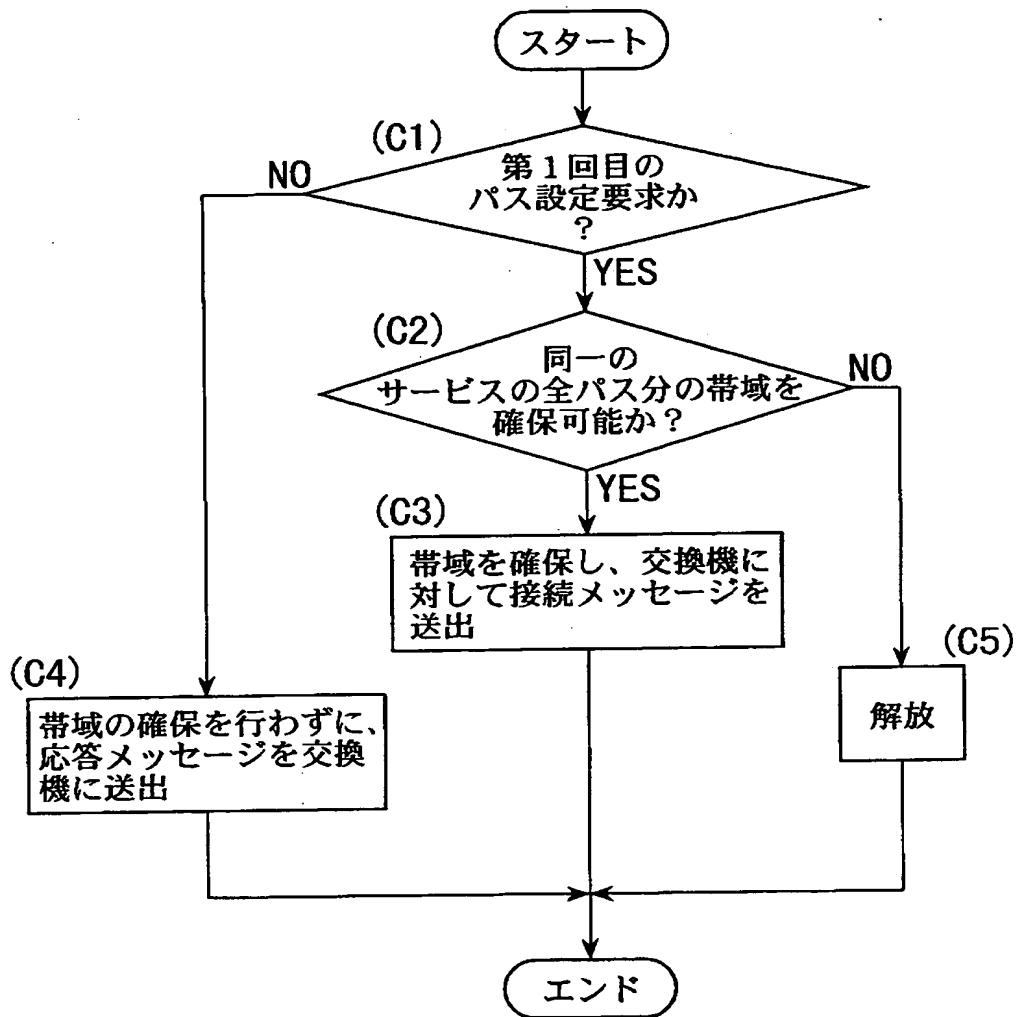 スタート
(C1)
NO
第1回目の
パス設定要求か
?
YES
(C2)
同一の
サービスの全パス分の帯域を
確保可能か?
NO
YES
(C3)
帯域を確保し、交換機に
対して接続メッセージを
送出
(C5)
解放
(C4)
帯域の確保を行わずに、
応答メッセージを交換
機に送出
エンド